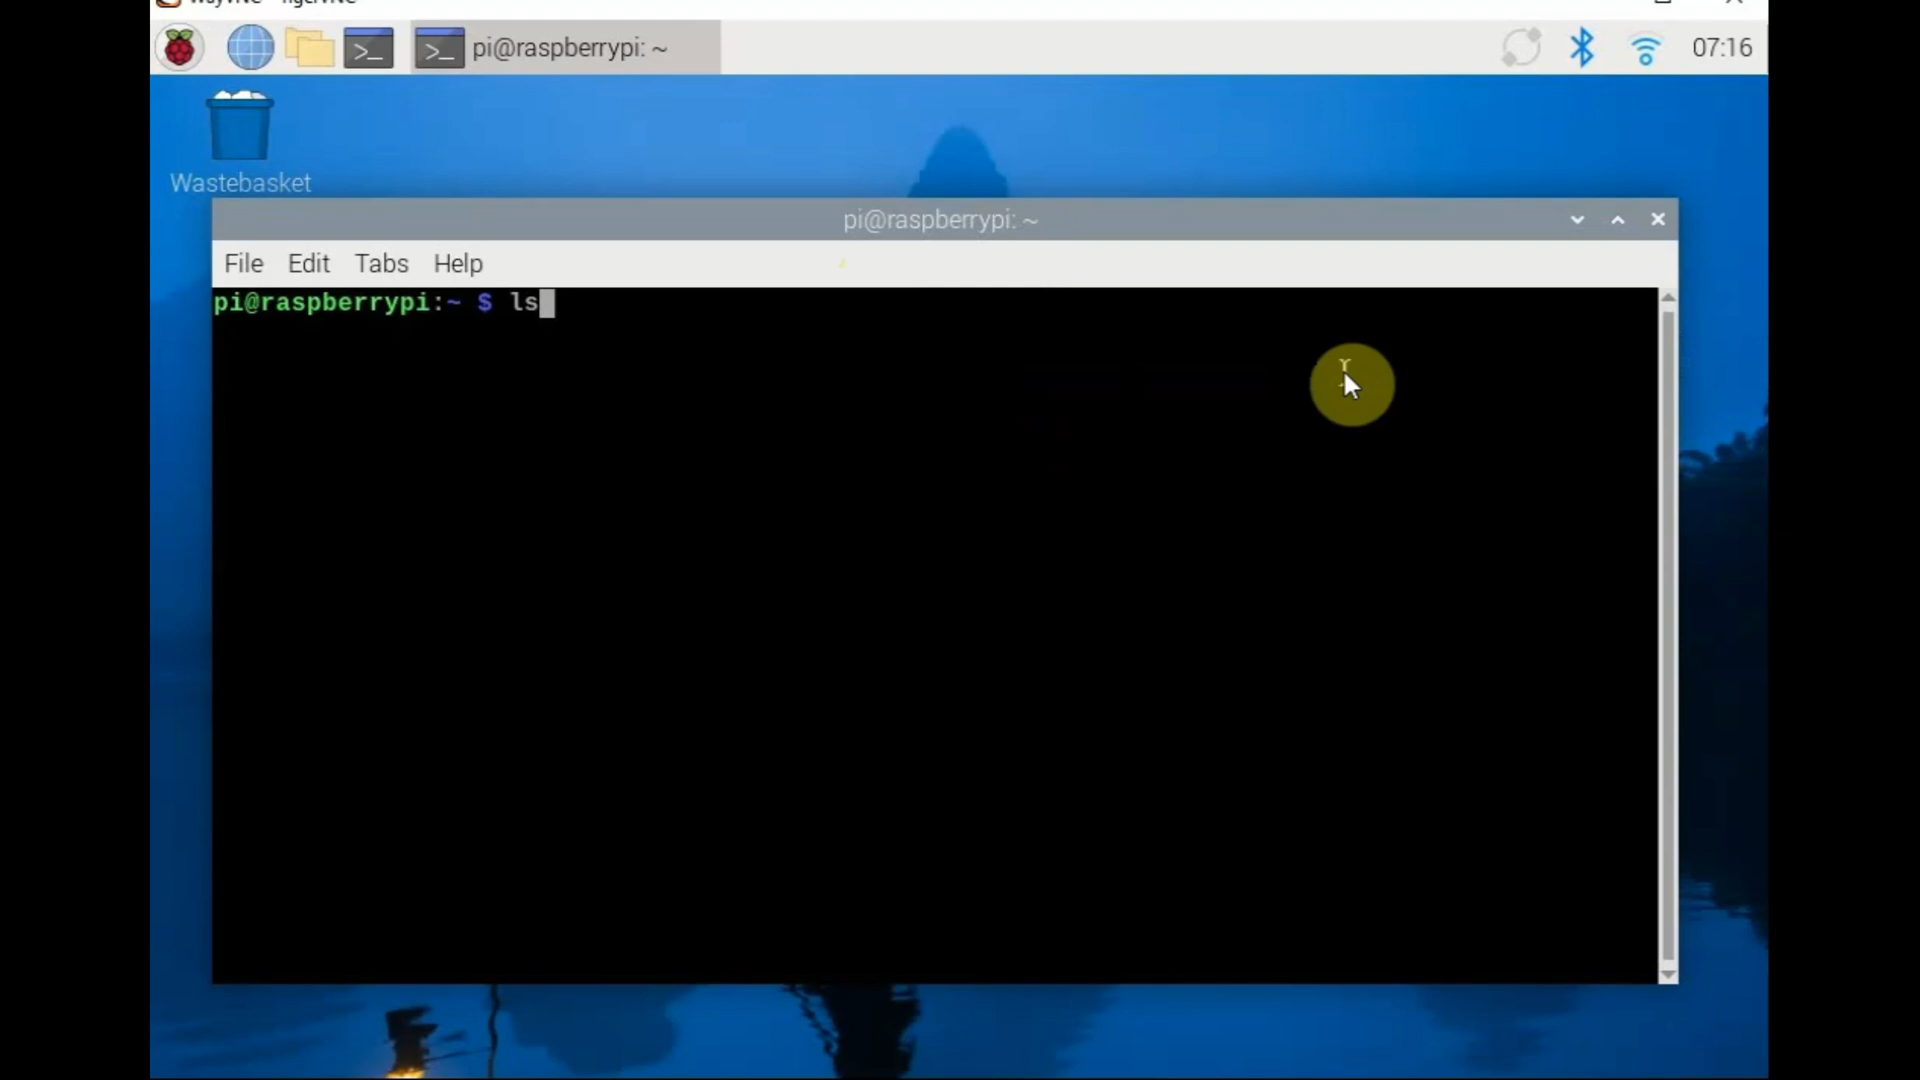 pi@raspberrypi: ~
07:16
Wastebasket
pi@raspberrypi: ~
File Edit Tabs Help
pi@raspberrypi:~ $ ls